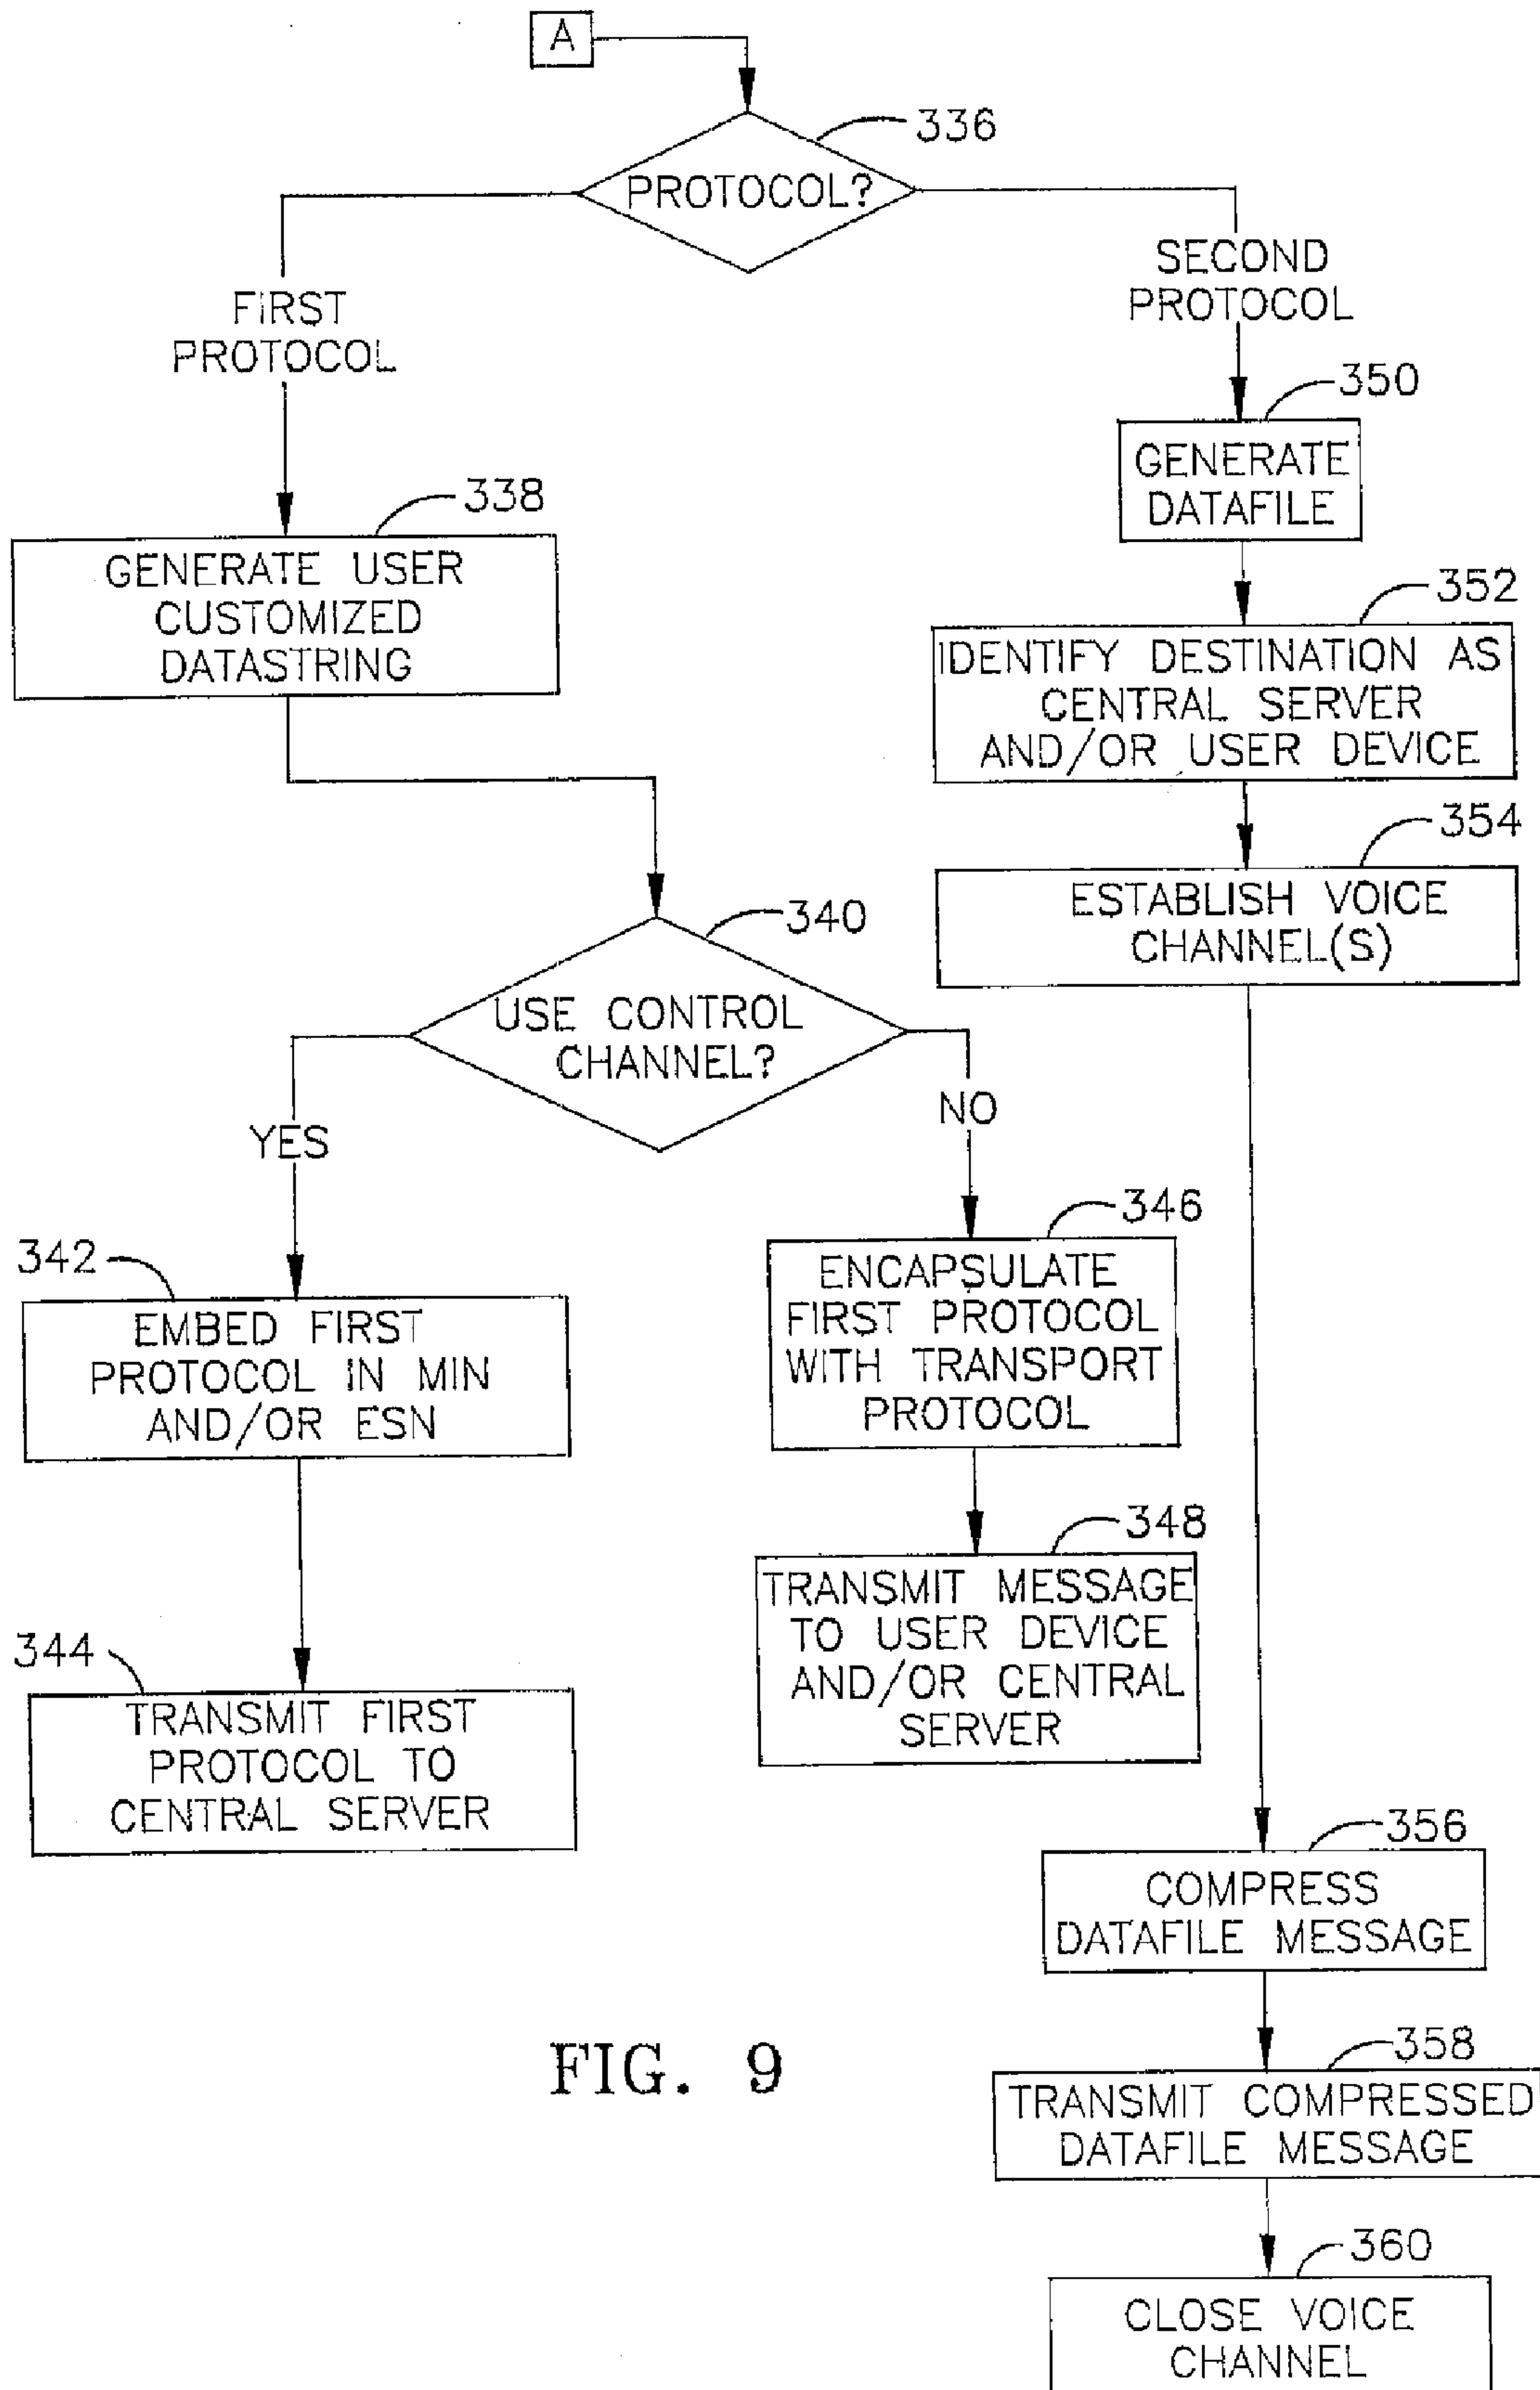 A
336
PROTOCOL?
FIRST
PROTOCOL
SECOND
PROTOCOL
338
GENERATE USER
CUSTOMIZED
DATASTRING
340
USE CONTROL
CHANNEL?
YES
NO
342
EMBED FIRST
PROTOCOL IN MIN
AND/OR ESN
344
TRANSMIT FIRST
PROTOCOL TO
CENTRAL SERVER
346
ENCAPSULATE
FIRST PROTOCOL
WITH TRANSPORT
PROTOCOL
348
TRANSMIT MESSAGE
TO USER DEVICE
AND/OR CENTRAL
SERVER
350
GENERATE
DATAFILE
352
IDENTIFY DESTINATION AS
CENTRAL SERVER
AND/OR USER DEVICE
354
ESTABLISH VOICE
CHANNEL(S)
356
COMPRESS
DATAFILE MESSAGE
358
TRANSMIT COMPRESSED
DATAFILE MESSAGE
360
CLOSE VOICE
CHANNEL
FIG. 9